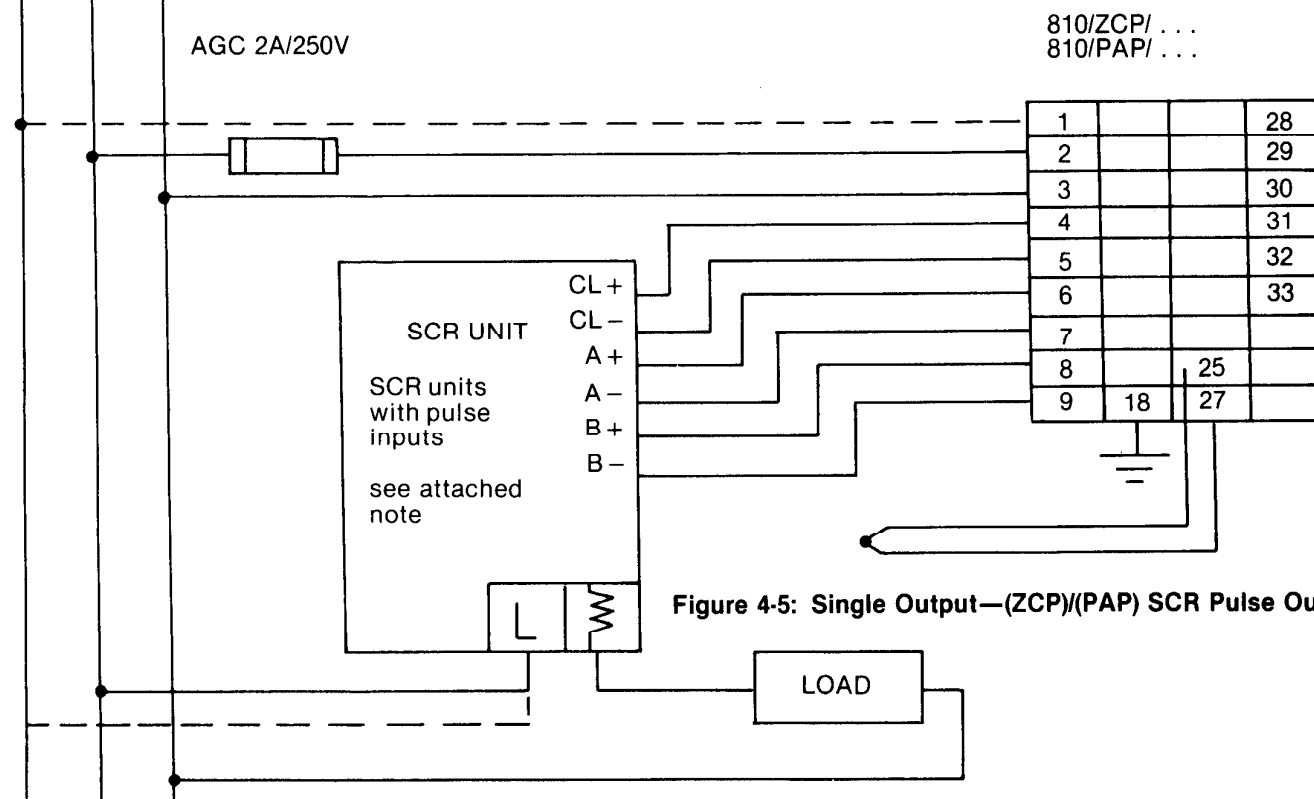 AGC 2A/250V
810/ZCP/ . . .
810/PAP/ . . .
1 28
2 29
3 30
4 31
5 32
6 33
7
8 25
9 18 27
CL+
CL−
A+
A−
B+
B−
SCR UNIT
SCR units
with pulse
inputs
see attached
note
L
Figure 4-5: Single Output—(ZCP)/(PAP) SCR Pulse Ou
LOAD